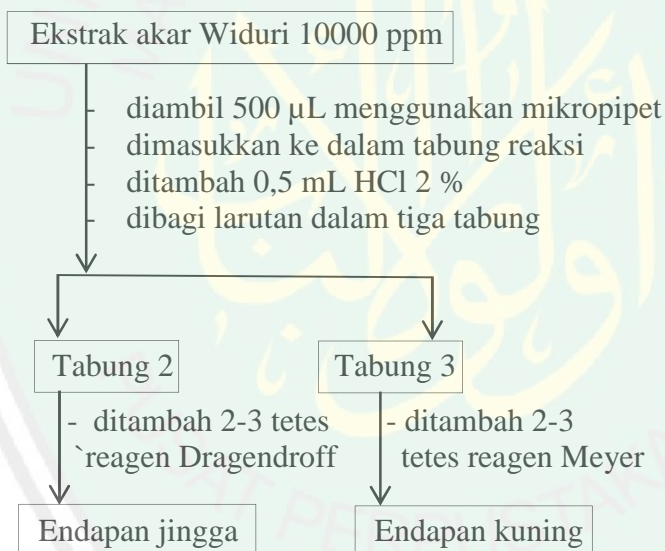 Ekstrak akar Widuri 10000 ppm
- diambil 500 µL menggunakan mikropipet
- dimasukkan ke dalam tabung reaksi
- ditambah 0,5 mL HCl 2 %
- dibagi larutan dalam tiga tabung
Tabung 2
Tabung 3
- ditambah 2-3 tetes
`reagen Dragendroff
- ditambah 2-3
tetes reagen Meyer
Endapan jingga
Endapan kuning